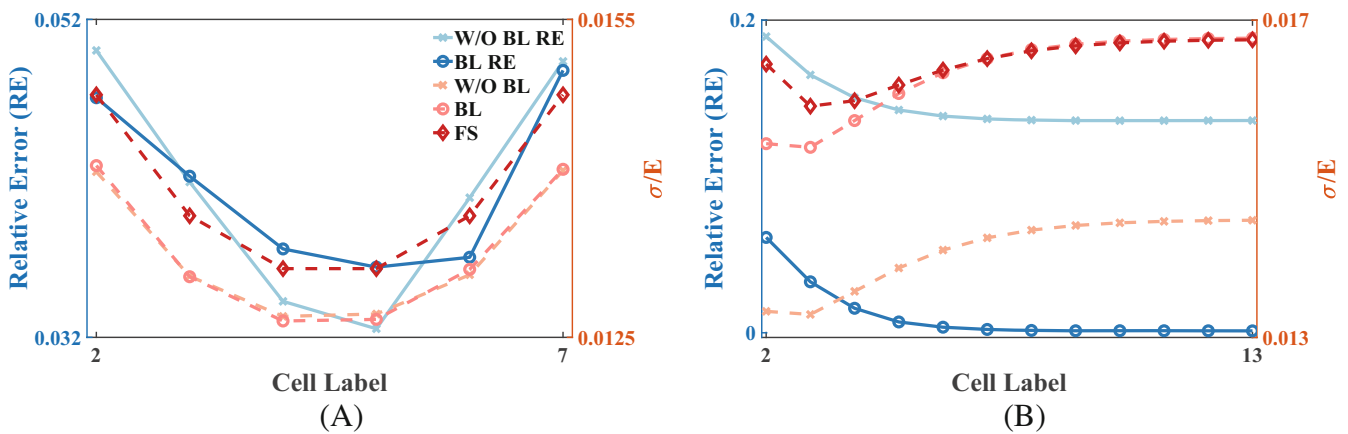 0.052
0.0155
W/O BL RE
BL RE
W/O BL
BL
FS
Relative Error (RE)
σ/E
0.032
0.0125
2
7
Cell Label
(A)
0.2
0.017
Relative Error (RE)
σ/E
0
0.013
2
13
Cell Label
(B)